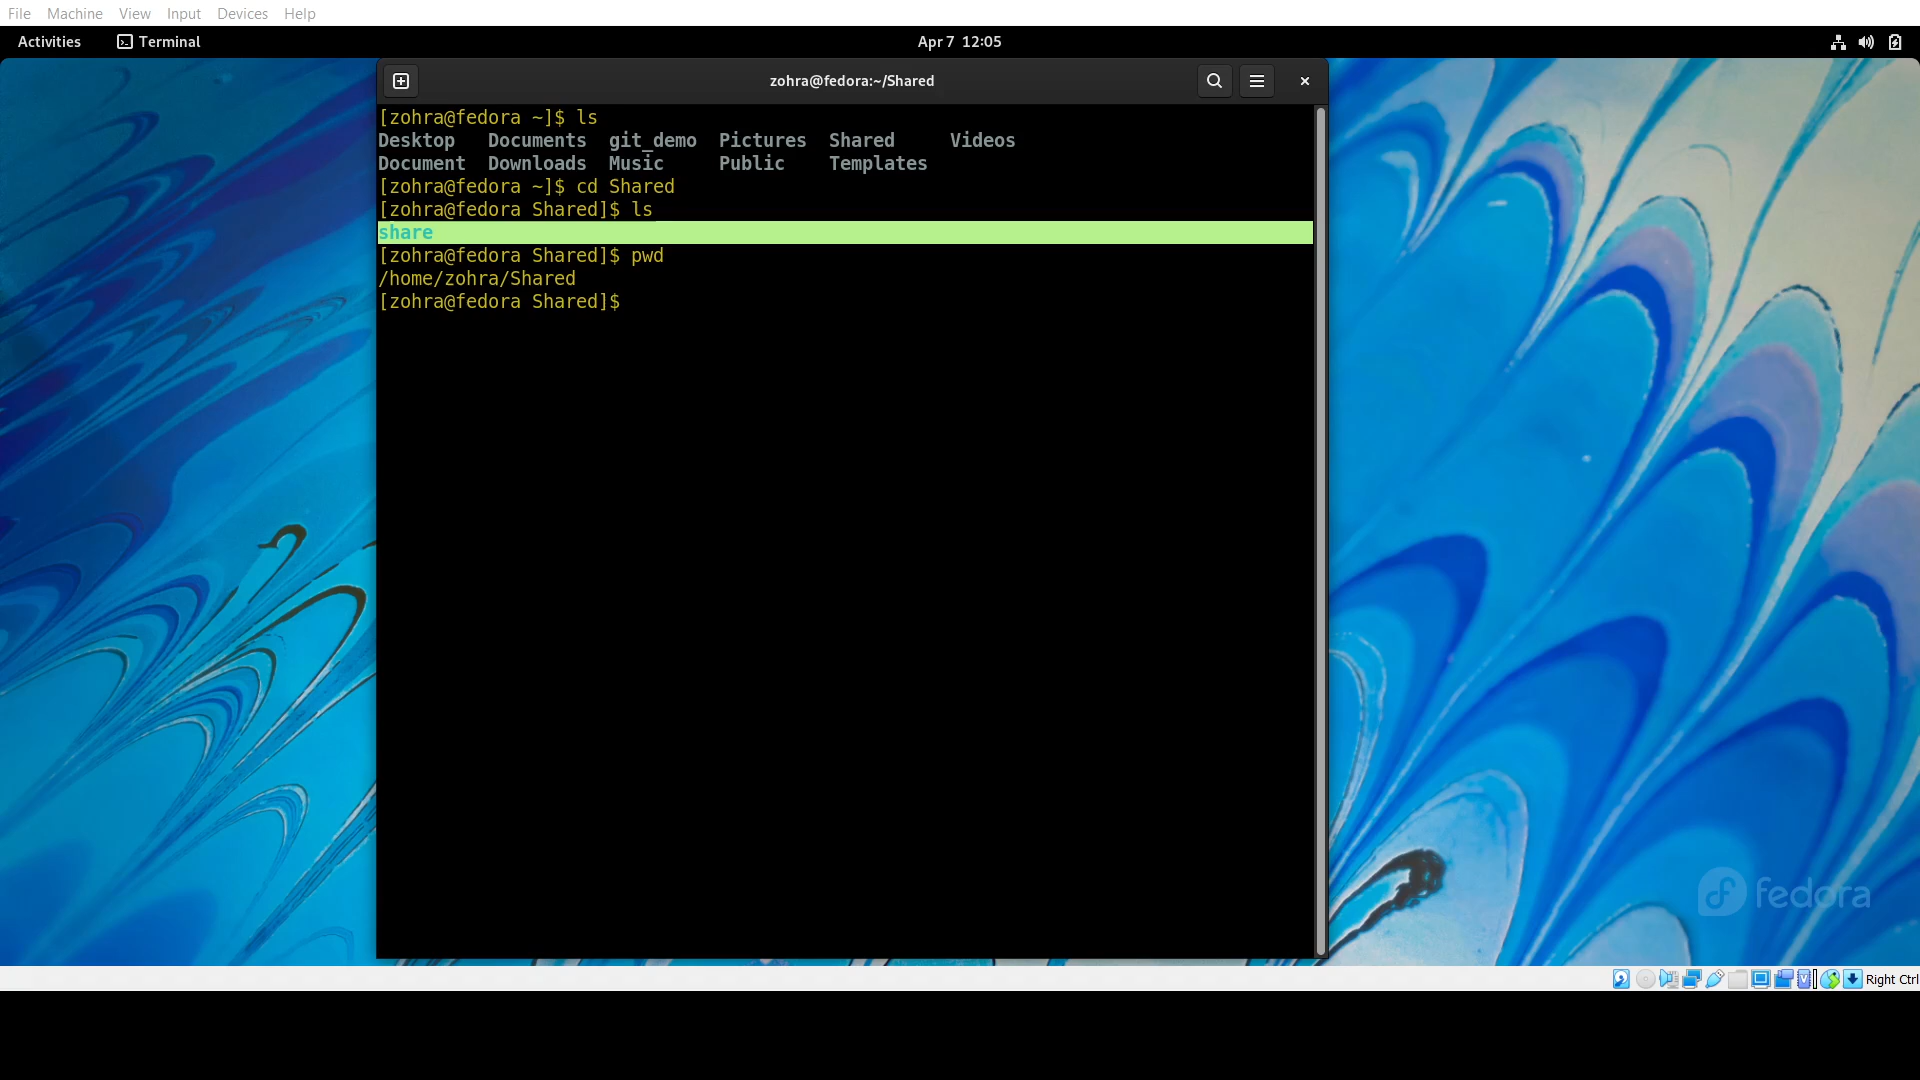 File Machine View Input Devices Help
Activities Terminal Apr 7 12:05
zohra@fedora:~/Shared
[zohra@fedora ~]$ ls
Desktop Documents git_demo Pictures Shared Videos
Document Downloads Music Public Templates
[zohra@fedora ~]$ cd Shared
[zohra@fedora Shared]$ ls
share
[zohra@fedora Shared]$ pwd
/home/zohra/Shared
[zohra@fedora Shared]$
fedora
Right Ctrl